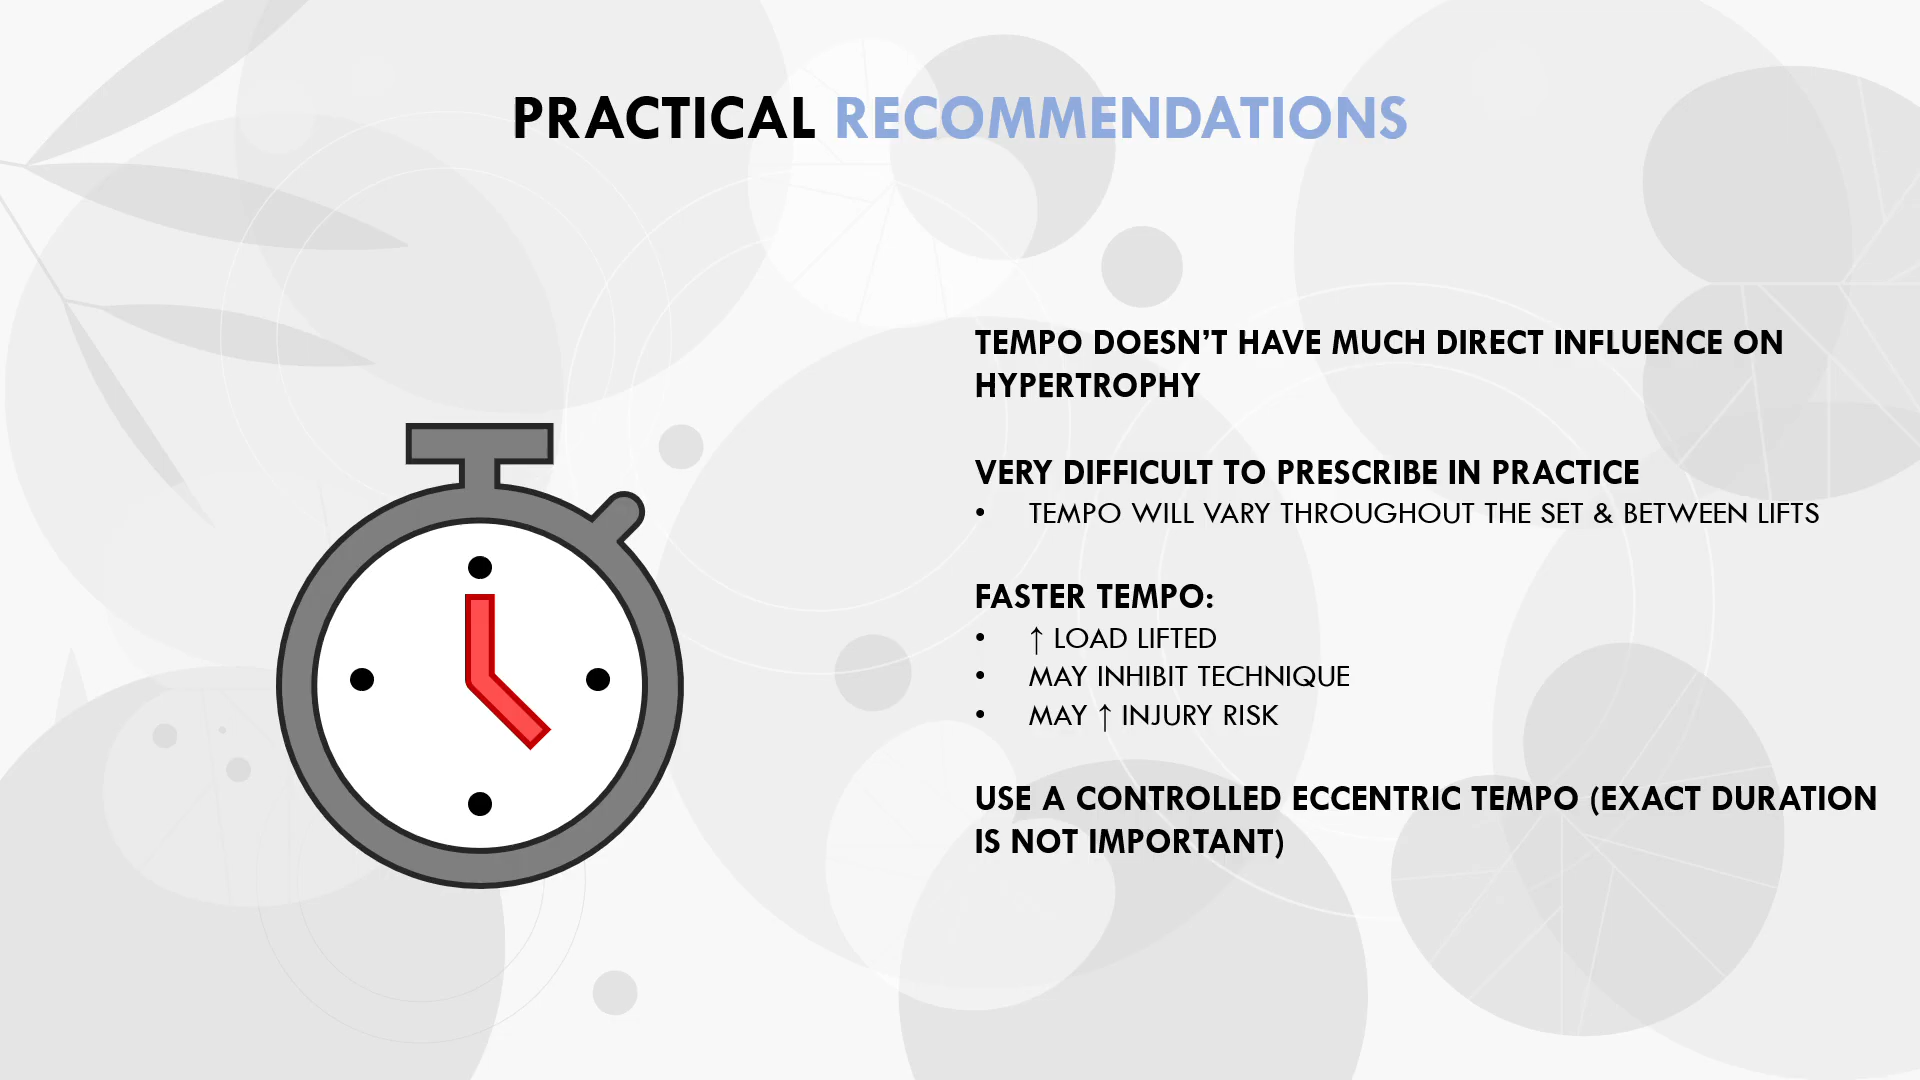 PRACTICAL RECOMMENDATIONS
TEMPO DOESN’T HAVE MUCH DIRECT INFLUENCE ON
HYPERTROPHY
VERY DIFFICULT TO PRESCRIBE IN PRACTICE
• TEMPO WILL VARY THROUGHOUT THE SET & BETWEEN LIFTS
FASTER TEMPO:
• ↑ LOAD LIFTED
• MAY INHIBIT TECHNIQUE
• MAY ↑ INJURY RISK
USE A CONTROLLED ECCENTRIC TEMPO (EXACT DURATION
IS NOT IMPORTANT)